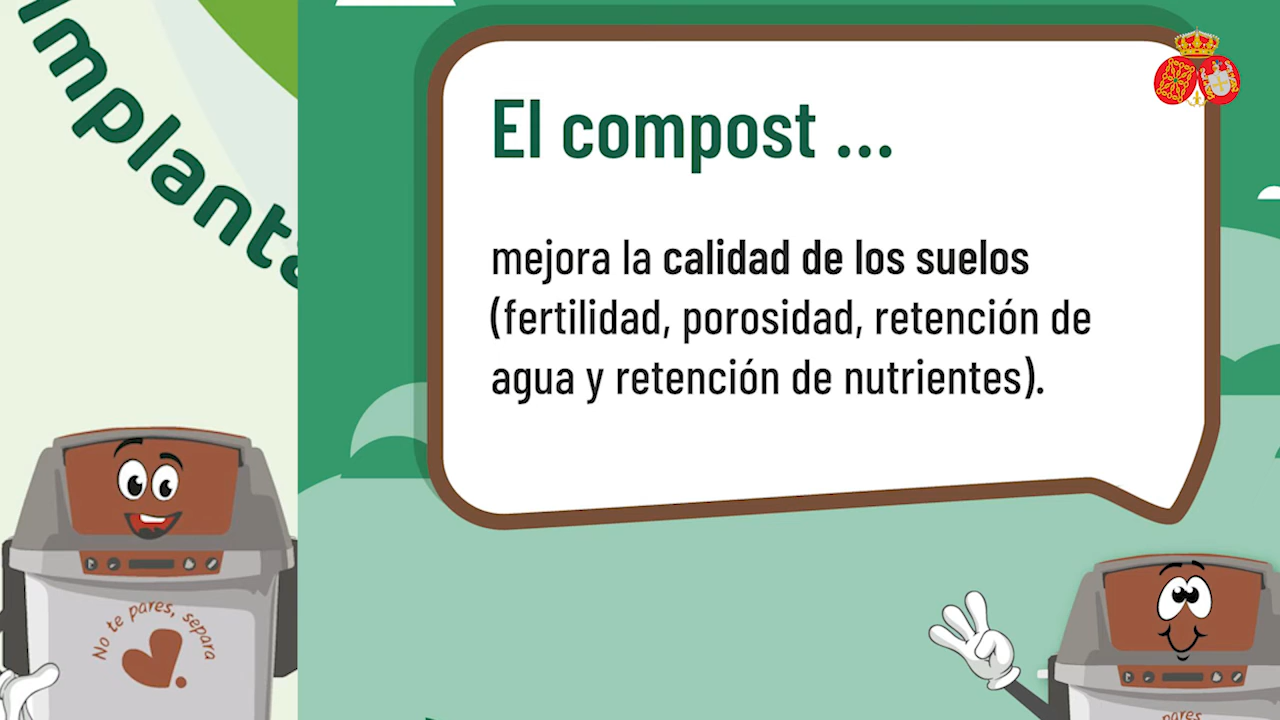 El compost ...
mejora la calidad de los suelos
(fertilidad, porosidad, retención de
agua y retención de nutrientes).
No te pares, separa
pares